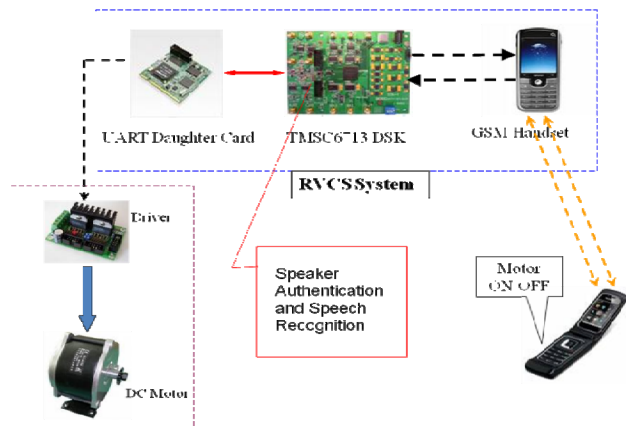 UART Daughter Card
TMSC6713 DSK
GSM Handset
RVCS System
Driver
Speaker
Authentication
and Speech
Recognition
Motor
ON OFF
DC Motor